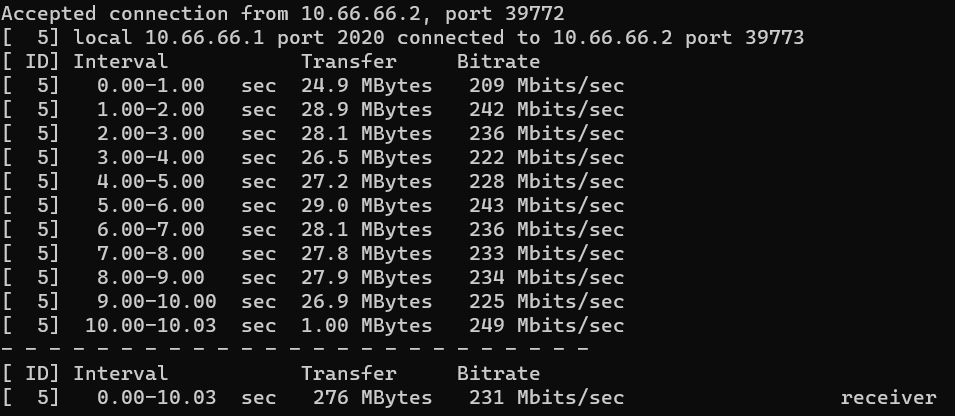 Accepted connection from 10.66.66.2, port 39772
[  5] local 10.66.66.1 port 2020 connected to 10.66.66.2 port 39773
[ ID] Interval           Transfer     Bitrate
[  5]   0.00-1.00   sec  24.9 MBytes   209 Mbits/sec
[  5]   1.00-2.00   sec  28.9 MBytes   242 Mbits/sec
[  5]   2.00-3.00   sec  28.1 MBytes   236 Mbits/sec
[  5]   3.00-4.00   sec  26.5 MBytes   222 Mbits/sec
[  5]   4.00-5.00   sec  27.2 MBytes   228 Mbits/sec
[  5]   5.00-6.00   sec  29.0 MBytes   243 Mbits/sec
[  5]   6.00-7.00   sec  28.1 MBytes   236 Mbits/sec
[  5]   7.00-8.00   sec  27.8 MBytes   233 Mbits/sec
[  5]   8.00-9.00   sec  27.9 MBytes   234 Mbits/sec
[  5]   9.00-10.00  sec  26.9 MBytes   225 Mbits/sec
[  5]  10.00-10.03  sec  1.00 MBytes   249 Mbits/sec
- - - - - - - - - - - - - - - - - - - - - - - - -
[ ID] Interval           Transfer     Bitrate
[  5]   0.00-10.03  sec   276 MBytes   231 Mbits/sec                  receiver